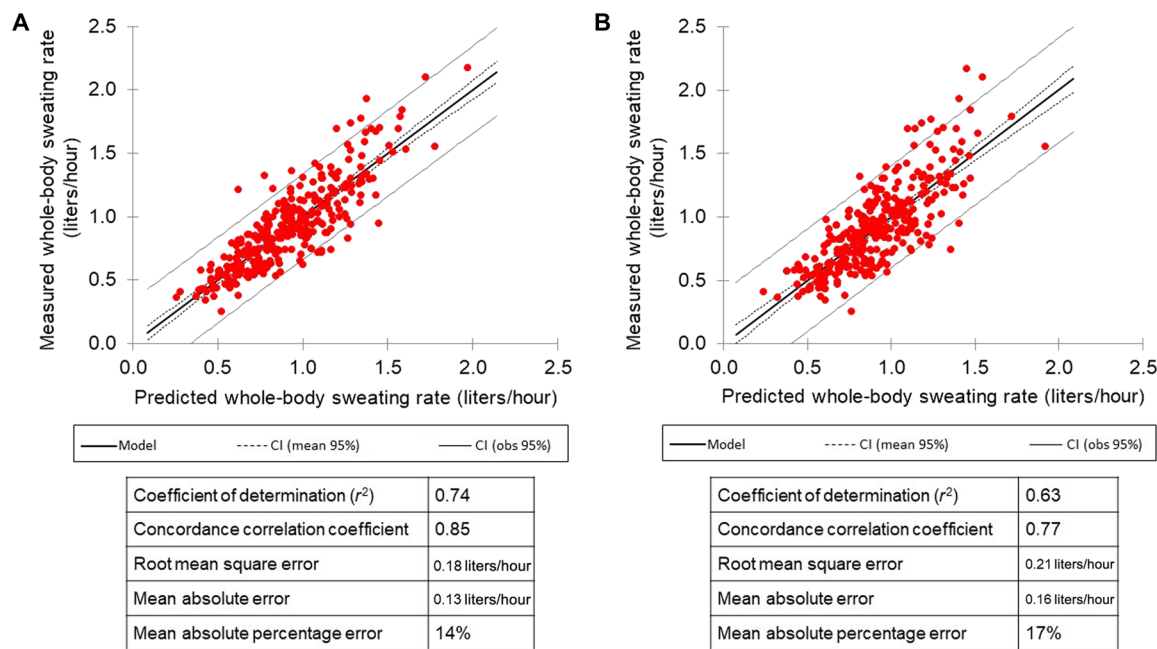 A
Measured whole-body sweating rate
(liters/hour)
2.5
2.0
1.5
1.0
0.5
0.0
0.0 0.5 1.0 1.5 2.0 2.5
Predicted whole-body sweating rate (liters/hour)
Model CI (mean 95%) CI (obs 95%)
Coefficient of determination (r²) 0.74
Concordance correlation coefficient 0.85
Root mean square error 0.18 liters/hour
Mean absolute error 0.13 liters/hour
Mean absolute percentage error 14%
B
Measured whole-body sweating rate
(liters/hour)
2.5
2.0
1.5
1.0
0.5
0.0
0.0 0.5 1.0 1.5 2.0 2.5
Predicted whole-body sweating rate (liters/hour)
Model CI (mean 95%) CI (obs 95%)
Coefficient of determination (r²) 0.63
Concordance correlation coefficient 0.77
Root mean square error 0.21 liters/hour
Mean absolute error 0.16 liters/hour
Mean absolute percentage error 17%